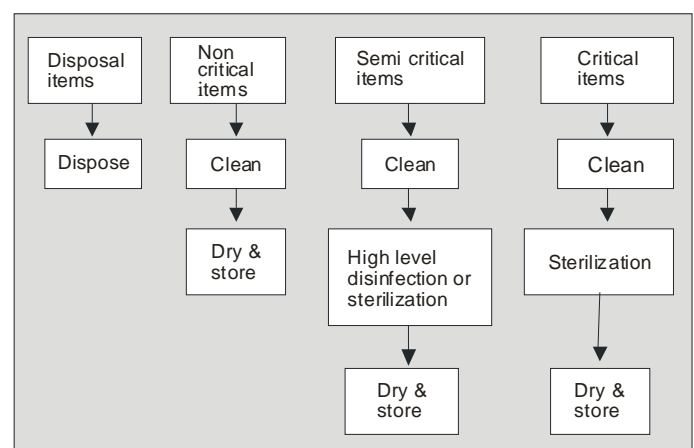 Disposal
items
Non
critical
items
Semi critical
items
Critical
items
Dispose
Clean
Clean
Clean
Dry &
store
High level
disinfection or
sterilization
Sterilization
Dry &
store
Dry &
store